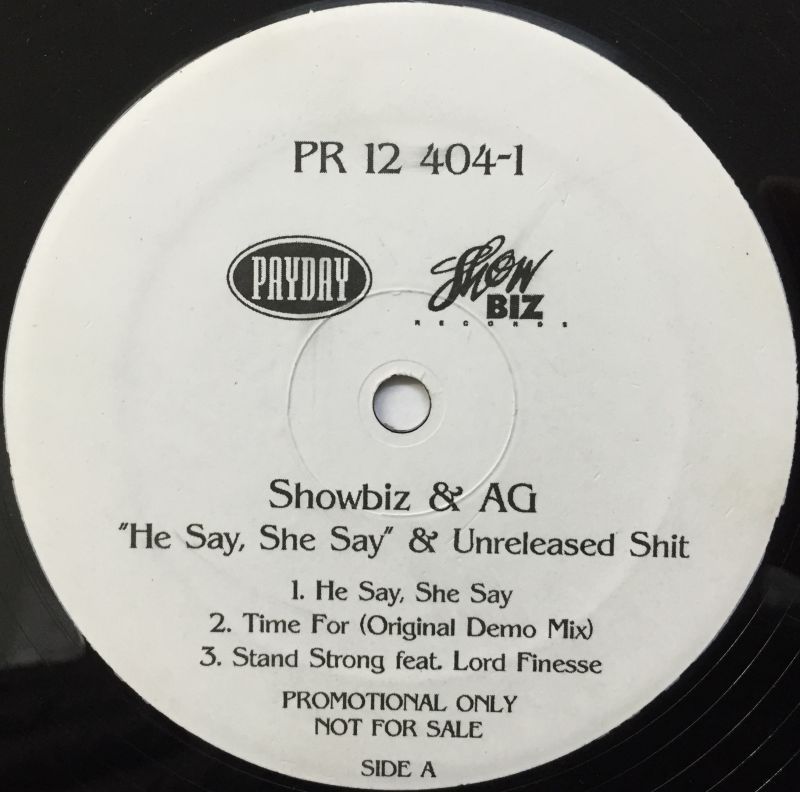 PR 12 404-1
PAYDAY
Show
BIZ
RECORDS
Showbiz & AG
"He Say, She Say" & Unreleased Shit
1. He Say, She Say
2. Time For (Original Demo Mix)
3. Stand Strong feat. Lord Finesse
PROMOTIONAL ONLY
NOT FOR SALE
SIDE A